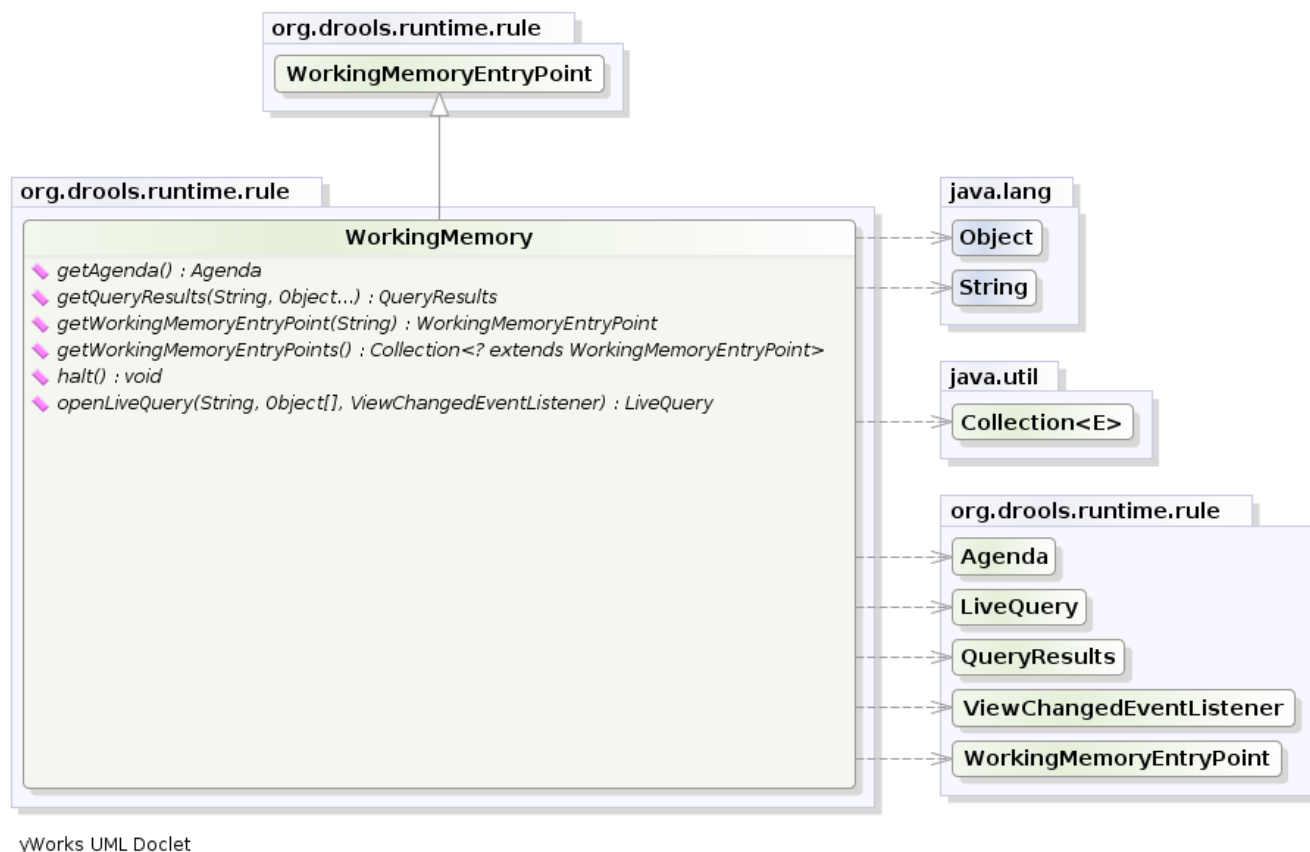 org.drools.runtime.rule
WorkingMemoryEntryPoint
org.drools.runtime.rule
WorkingMemory
getAgenda() : Agenda
getQueryResults(String, Object...) : QueryResults
getWorkingMemoryEntryPoint(String) : WorkingMemoryEntryPoint
getWorkingMemoryEntryPoints() : Collection<? extends WorkingMemoryEntryPoint>
halt() : void
openLiveQuery(String, Object[], ViewChangedEventListener) : LiveQuery
java.lang
Object
String
java.util
Collection<E>
org.drools.runtime.rule
Agenda
LiveQuery
QueryResults
ViewChangedEventListener
WorkingMemoryEntryPoint
yWorks UML Doclet